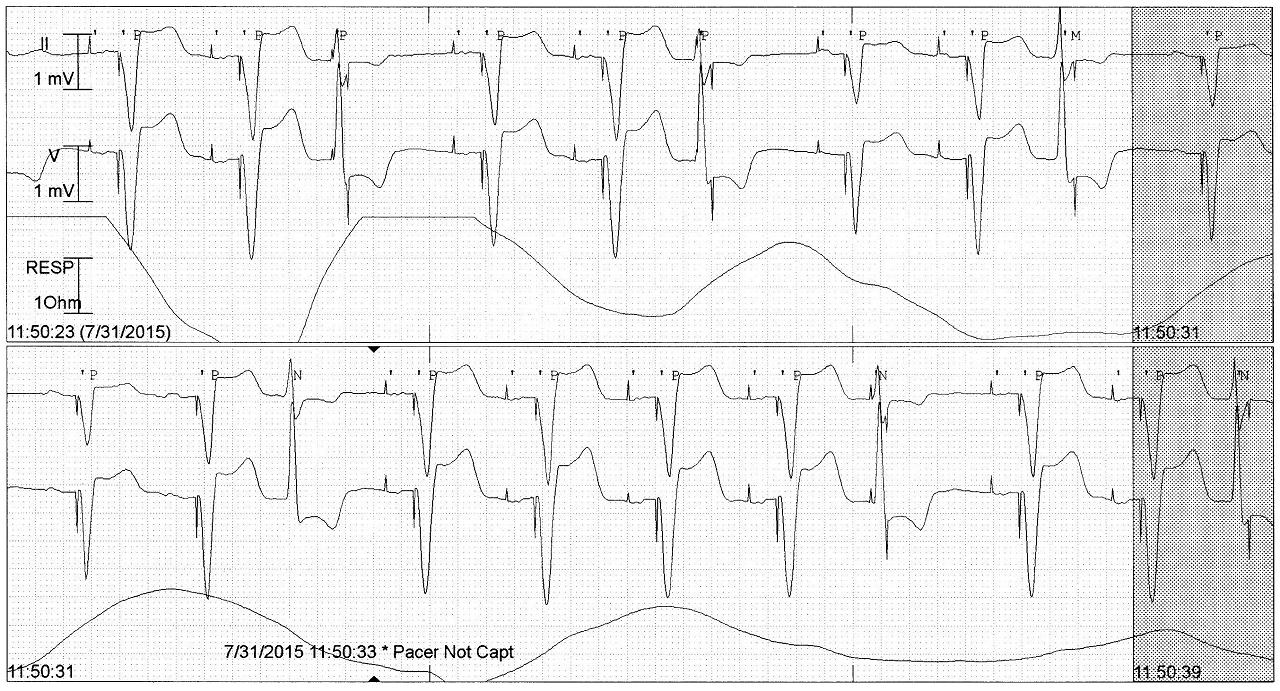 ' ' P ' ' P P ' ' P ' ' P P ' ' P ' ' P ' M ' P
II
1 mV
V
1 mV
RESP
1Ohm
11:50:23 (7/31/2015) 11:50:31
' P ' P N ' ' P ' ' P ' ' P ' ' P N ' ' P ' ' P N
7/31/2015 11:50:33 * Pacer Not Capt
11:50:31 11:50:39